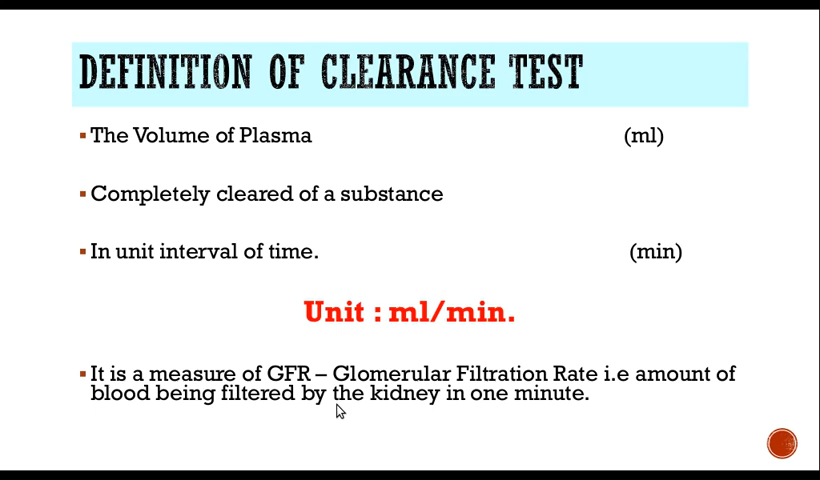 DEFINITION OF CLEARANCE TEST
▪ The Volume of Plasma (ml)
▪ Completely cleared of a substance
▪ In unit interval of time. (min)
Unit : ml/min.
▪ It is a measure of GFR – Glomerular Filtration Rate i.e amount of
blood being filtered by the kidney in one minute.